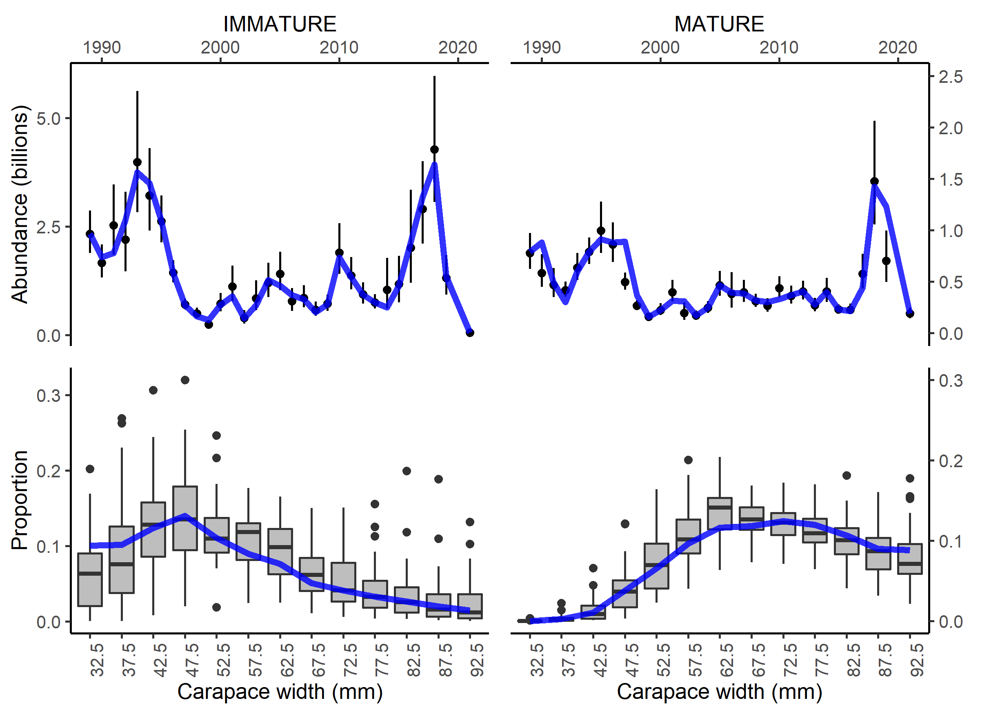 IMMATURE MATURE
1990 2000 2010 2020 1990 2000 2010 2020
Abundance (billions)
5.0
2.5
0.0
2.5
2.0
1.5
1.0
0.5
0.0
Proportion
0.3
0.2
0.1
0.0
0.3
0.2
0.1
0.0
32.5 37.5 42.5 47.5 52.5 57.5 62.5 67.5 72.5 77.5 82.5 87.5 92.5
32.5 37.5 42.5 47.5 52.5 57.5 62.5 67.5 72.5 77.5 82.5 87.5 92.5
Carapace width (mm) Carapace width (mm)